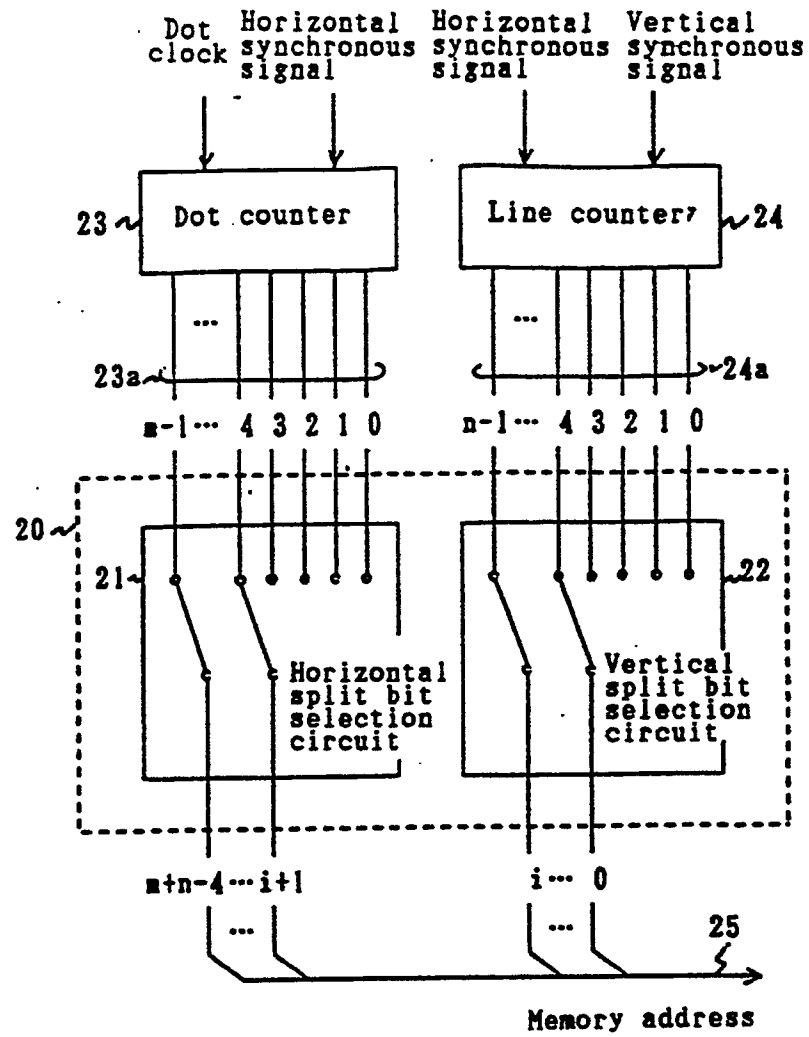 Dot
clock
Horizontal
synchronous
signal
Horizontal
synchronous
signal
Vertical
synchronous
signal
23
Dot counter
Line counter
24
...
...
23a
24a
m-1... 4 3 2 1 0
n-1... 4 3 2 1 0
20
21
22
Horizontal
split bit
selection
circuit
Vertical
split bit
selection
circuit
m+n-4... i+1
i... 0
...
...
25
Memory address